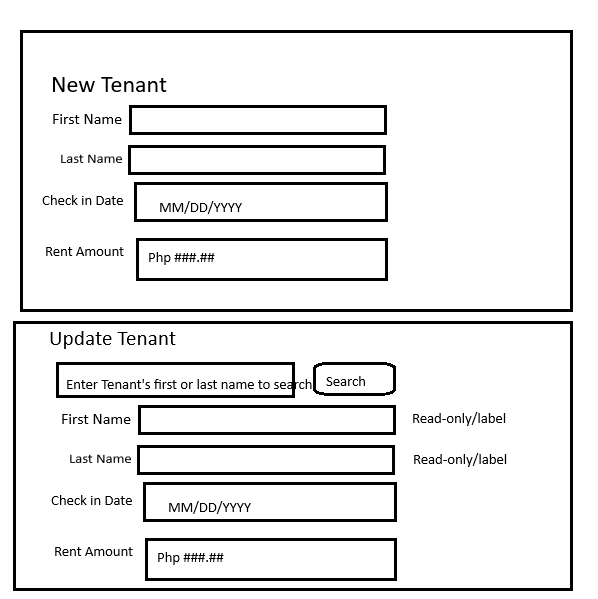 New Tenant
First Name
Last Name
Check in Date
MM/DD/YYYY
Rent Amount
Php ###.##
Update Tenant
Enter Tenant's first or last name to search
Search
First Name
Read-only/label
Last Name
Read-only/label
Check in Date
MM/DD/YYYY
Rent Amount
Php ###.##